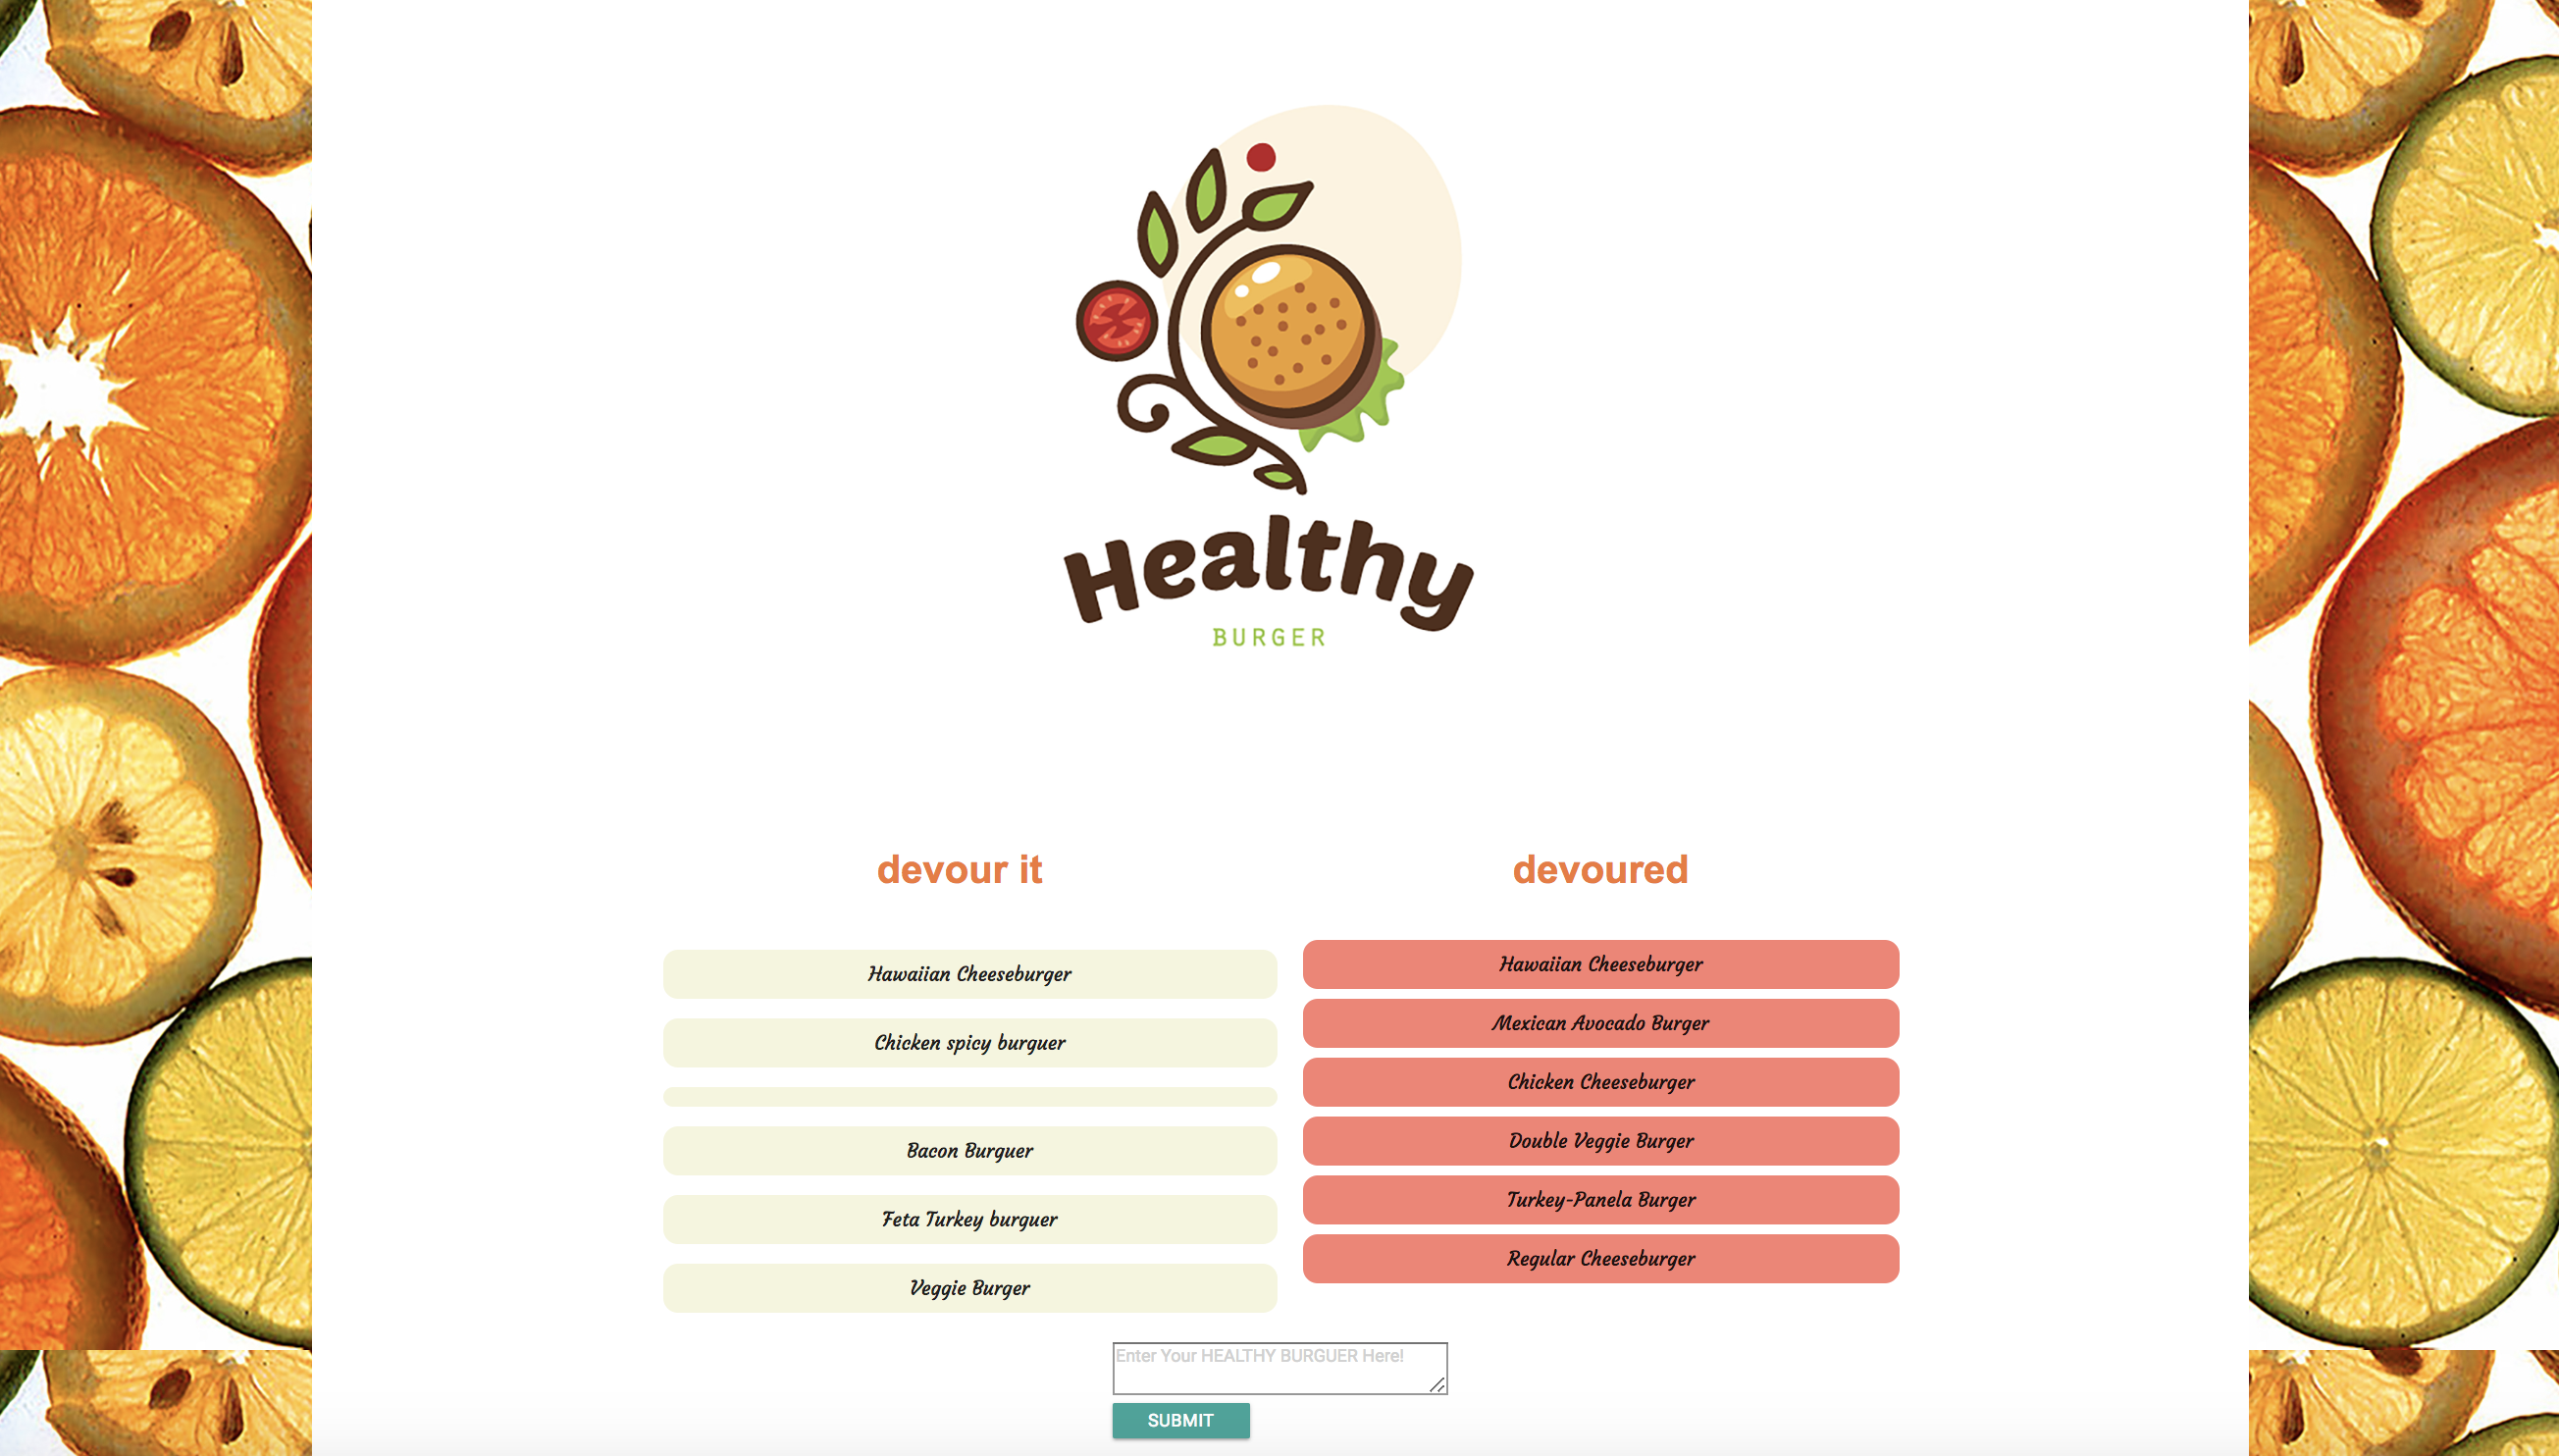 Healthy
BURGER
devour it
Hawaiian Cheeseburger
Chicken spicy burguer
Bacon Burguer
Feta Turkey burguer
Veggie Burger
devoured
Hawaiian Cheeseburger
Mexican Avocado Burger
Chicken Cheeseburger
Double Veggie Burger
Turkey-Panela Burger
Regular Cheeseburger
Enter Your HEALTHY BURGUER Here!
SUBMIT